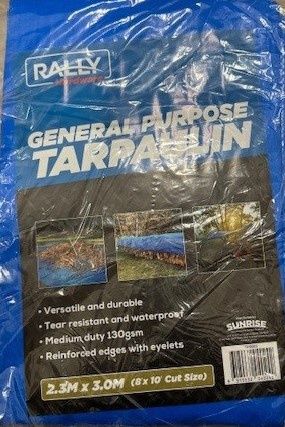 RALLY
Hardware
GENERAL PURPOSE
TARPAULIN
• Versatile and durable
• Tear resistant and waterproof
• Medium duty 130gsm
• Reinforced edges with eyelets
SUNRISE
2.3M x 3.0M (8'x 10' Cut Size)